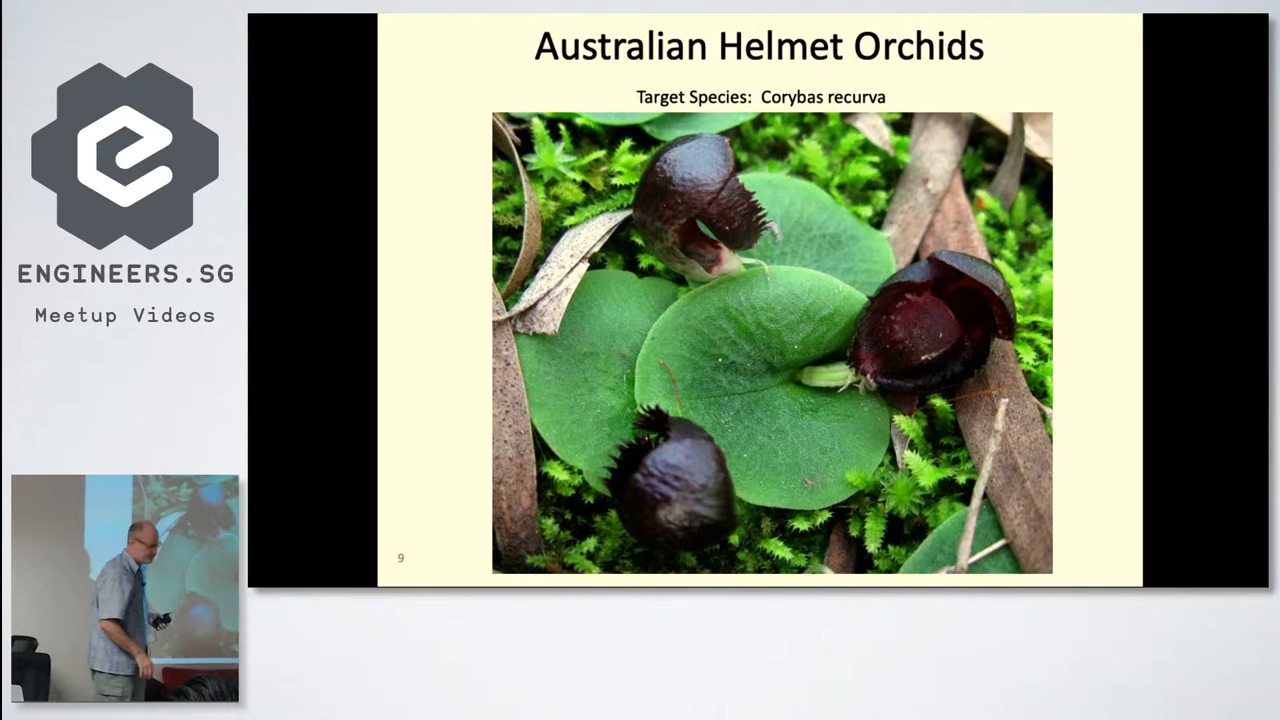 Australian Helmet Orchids
Target Species: Corybas recurva
ENGINEERS.SG
Meetup Videos
9